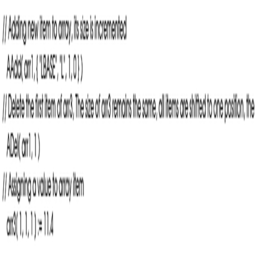 // Adding new item to array, its size is incremented
AAdd( arr1, { 'LBASE', 'L', 1, 0 } )
// Delete the first item of arr3, The size of arr3 remains the same, all items are shifted to one position, the
ADel( arr1, 1 )
// Assigning a value to array item
arr3[ 1, 1, 1 ] := 11.4